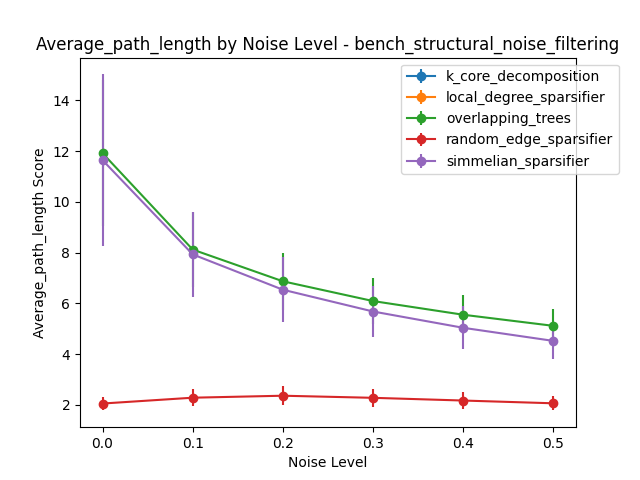 Average_path_length by Noise Level - bench_structural_noise_filtering
k_core_decomposition
local_degree_sparsifier
overlapping_trees
random_edge_sparsifier
simmelian_sparsifier
Average_path_length Score
14
12
10
8
6
4
2
0.0 0.1 0.2 0.3 0.4 0.5
Noise Level